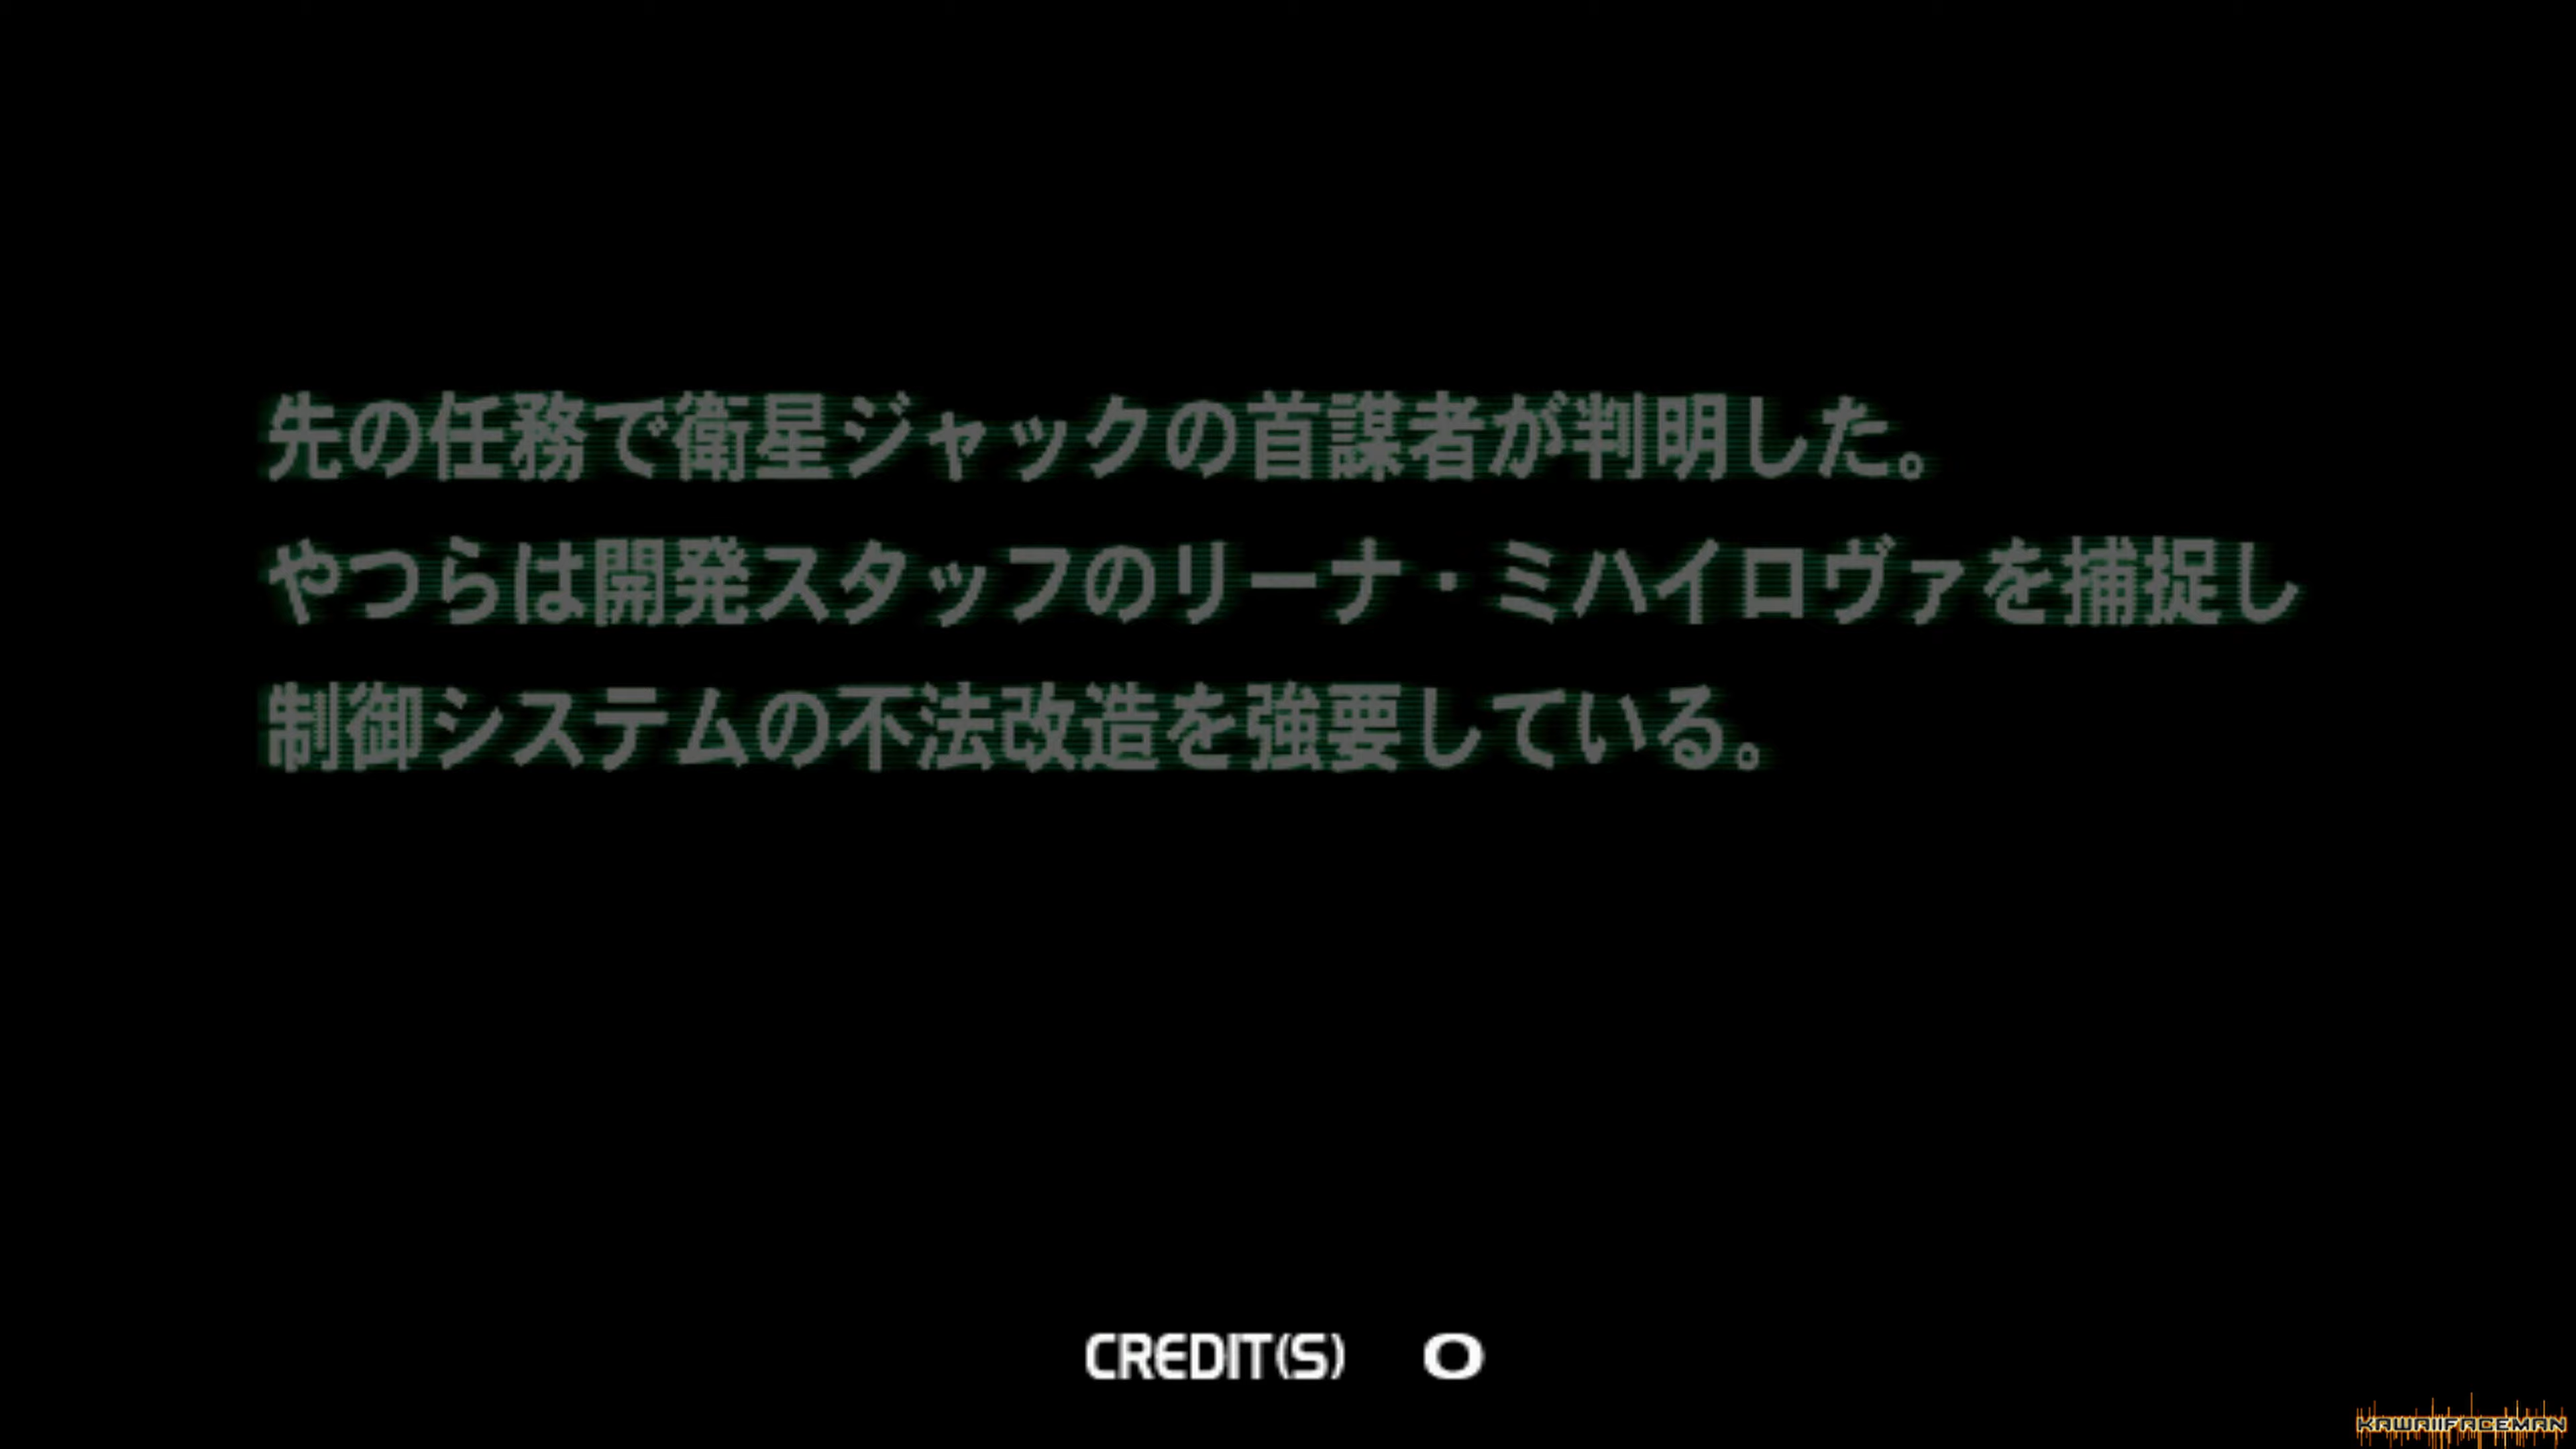 先の任務で衛星ジャックの首謀者が判明した。
やつらは開発スタッフのリーナ・ミハイロヴァを捕捉し
制御システムの不法改造を強要している。
CREDIT(S) 0
KAWAIIFACEMAN